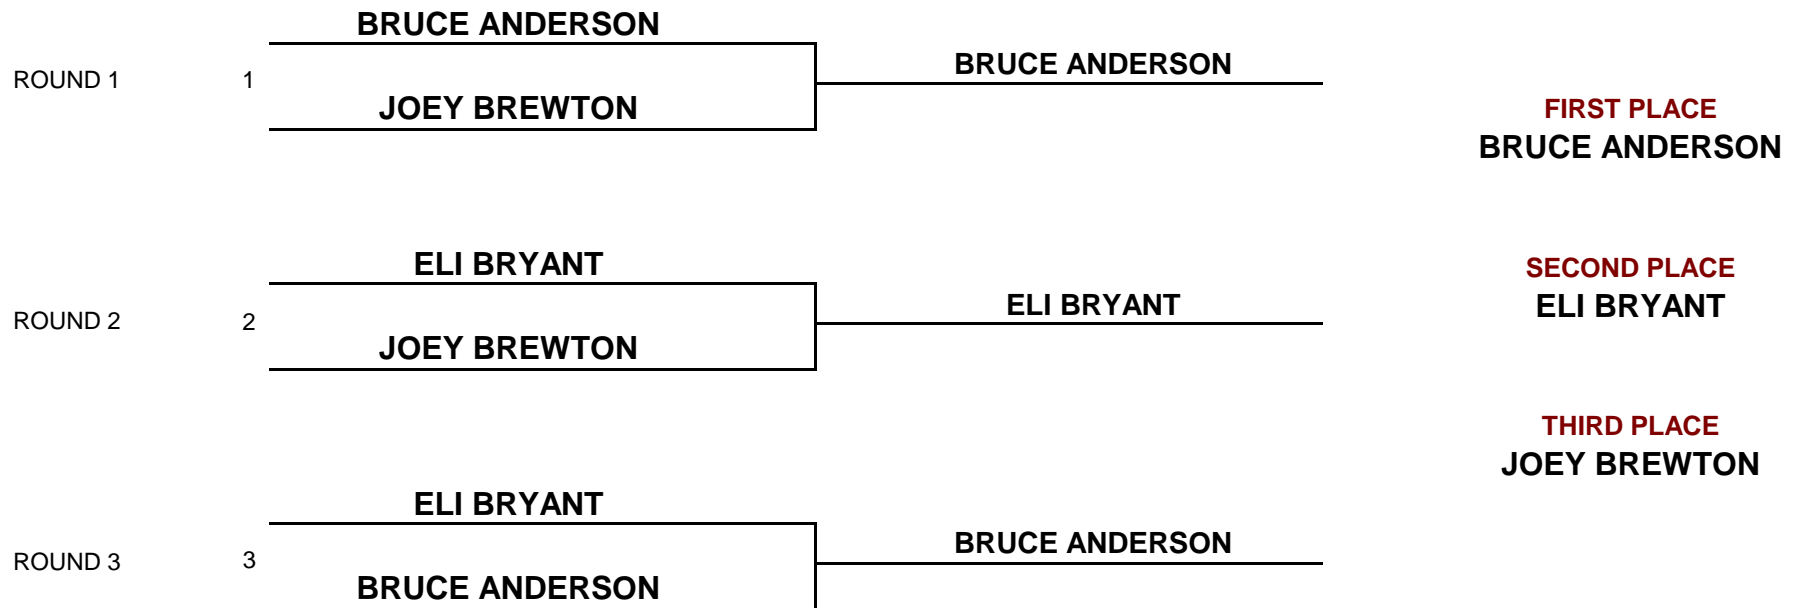 BRUCE ANDERSON
ROUND 1
1
BRUCE ANDERSON
JOEY BREWTON
FIRST PLACE
BRUCE ANDERSON
ELI BRYANT
ROUND 2
2
ELI BRYANT
JOEY BREWTON
SECOND PLACE
ELI BRYANT
THIRD PLACE
JOEY BREWTON
ELI BRYANT
ROUND 3
3
BRUCE ANDERSON
BRUCE ANDERSON